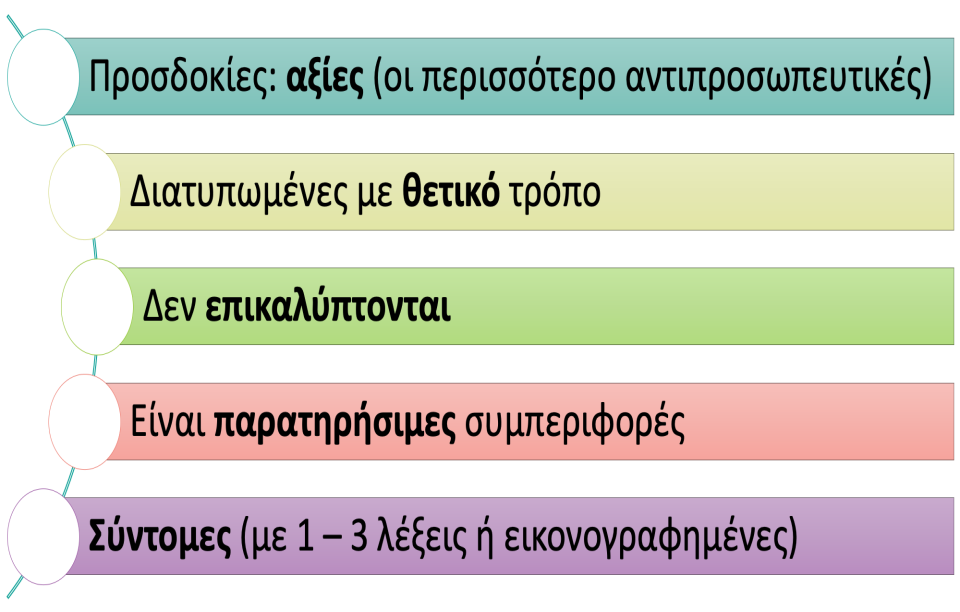 Προσδοκίες: αξίες (οι περισσότερο αντιπροσωπευτικές)
Διατυπωμένες με θετικό τρόπο
Δεν επικαλύπτονται
Είναι παρατηρήσιμες συμπεριφορές
Σύντομες (με 1 – 3 λέξεις ή εικονογραφημένες)